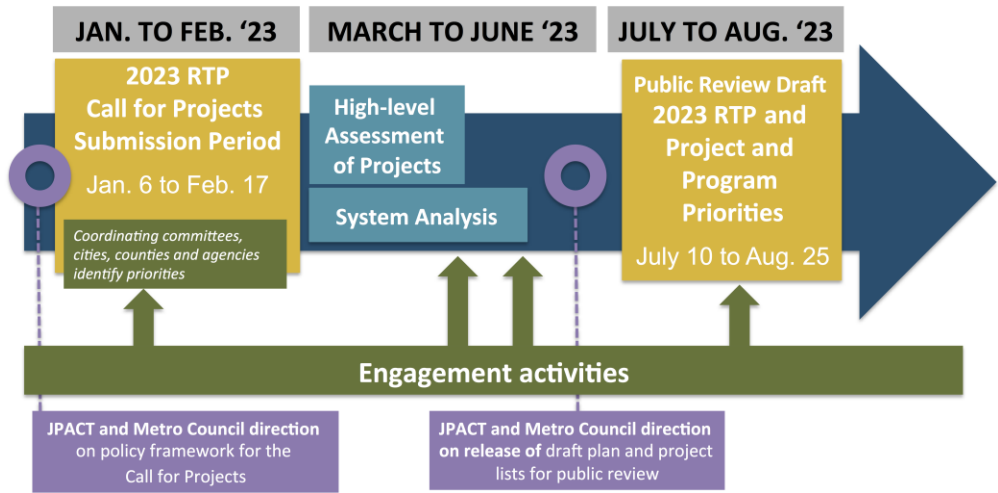 JAN. TO FEB. ‘23
MARCH TO JUNE ‘23
JULY TO AUG. ‘23
2023 RTP
Call for Projects
Submission Period
Jan. 6 to Feb. 17
Coordinating committees,
cities, counties and agencies
identify priorities
High-level
Assessment
of Projects
System Analysis
Public Review Draft
2023 RTP and
Project and
Program
Priorities
July 10 to Aug. 25
Engagement activities
JPACT and Metro Council direction
on policy framework for the
Call for Projects
JPACT and Metro Council direction
on release of draft plan and project
lists for public review